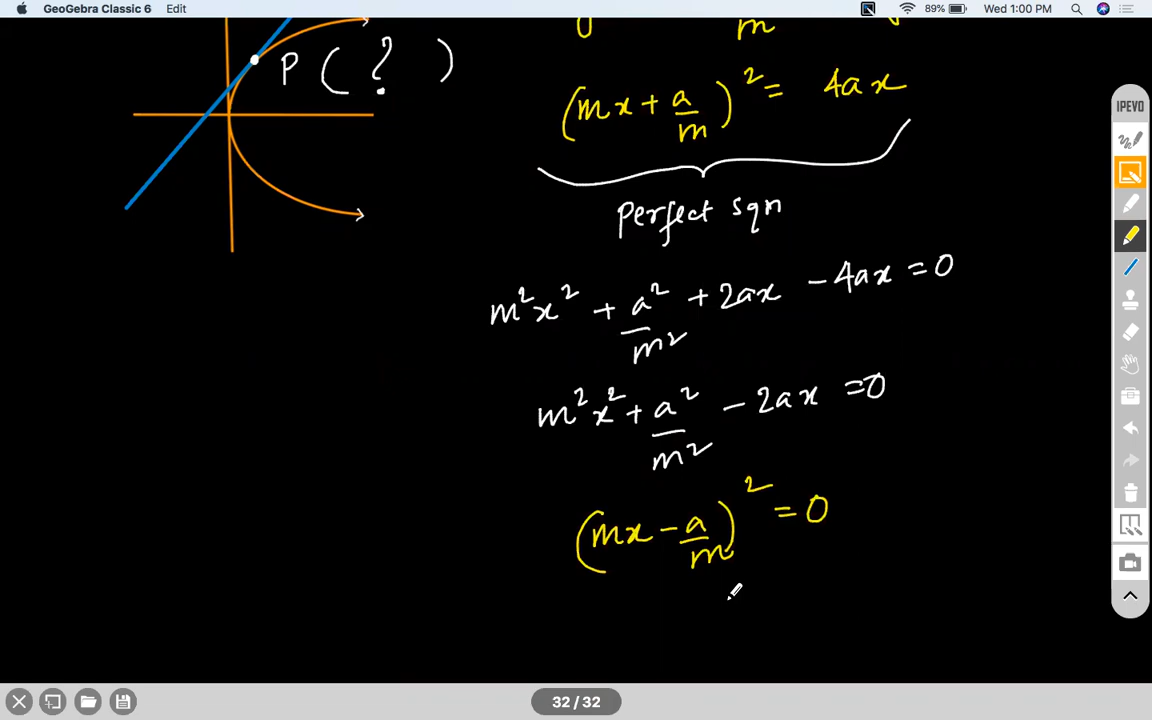 GeoGebra Classic 6 Edit 89% Wed 1:00 PM
P ( ? )
(mx + a/m)² = 4ax
Perfect sqn
m²x² + a²/m² + 2ax - 4ax = 0
m²x² + a²/m² - 2ax = 0
(mx - a/m)² = 0
IPEVO
32 / 32